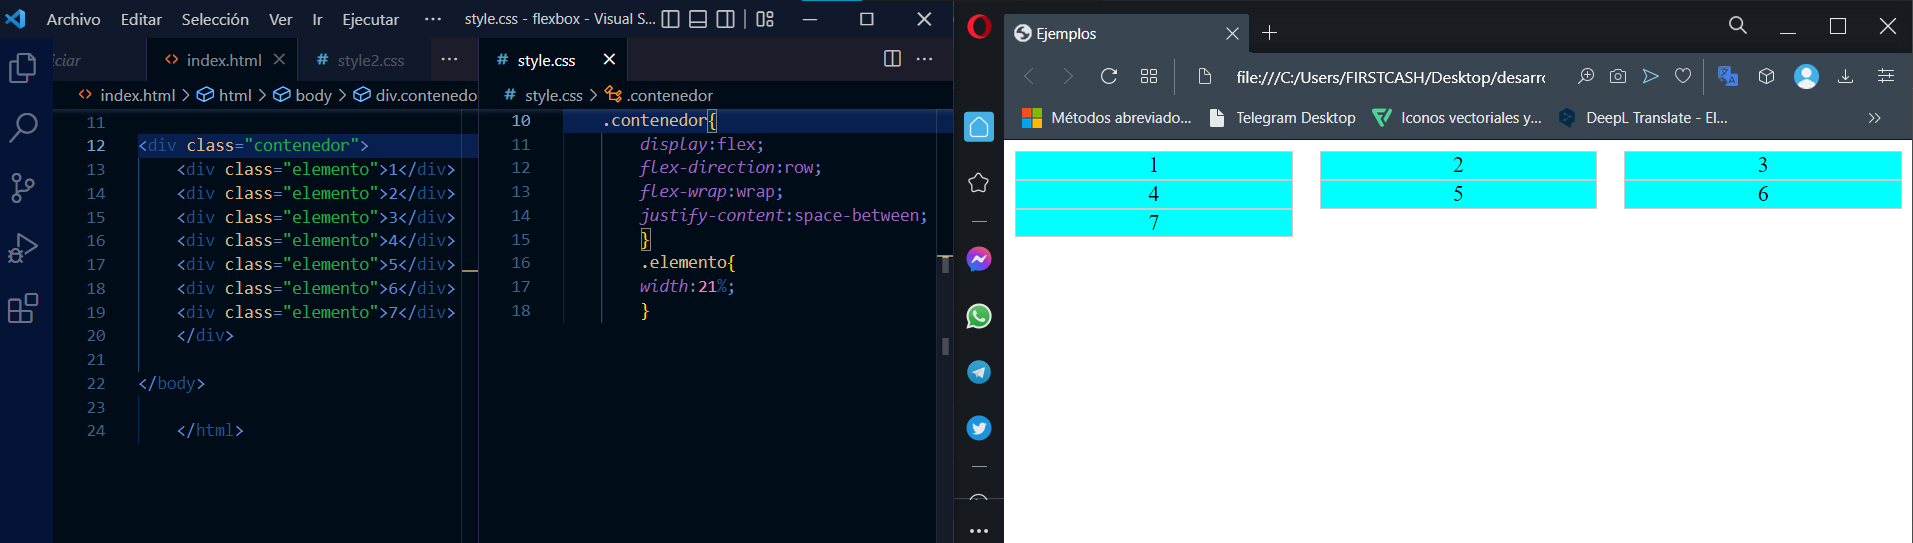 Archivo Editar Selección Ver Ir Ejecutar ··· style.css - flexbox - Visual S...
iciar <> index.html # style2.css ···
# style.css ···
<> index.html > html > body > div.contenedo
# style.css > .contenedor
11
12 <div class="contenedor">
13 <div class="elemento">1</div>
14 <div class="elemento">2</div>
15 <div class="elemento">3</div>
16 <div class="elemento">4</div>
17 <div class="elemento">5</div>
18 <div class="elemento">6</div>
19 <div class="elemento">7</div>
20 </div>
21
22 </body>
23
24 </html>
10 .contenedor{
11 display:flex;
12 flex-direction:row;
13 flex-wrap:wrap;
14 justify-content:space-between;
15 }
16 .elemento{
17 width:21%;
18 }
Ejemplos
file:///C:/Users/FIRSTCASH/Desktop/desarro
Métodos abreviado... Telegram Desktop Iconos vectoriales y... DeepL Translate - El...
1 2 3
4 5 6
7